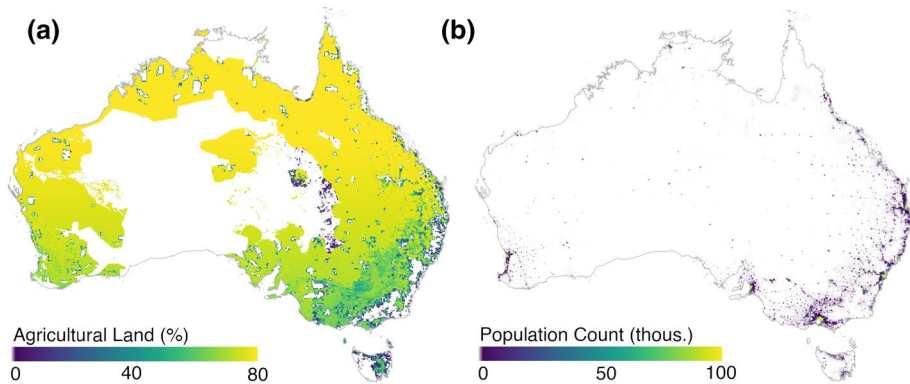 (a)
(b)
Agricultural Land (%)
0 40 80
Population Count (thous.)
0 50 100